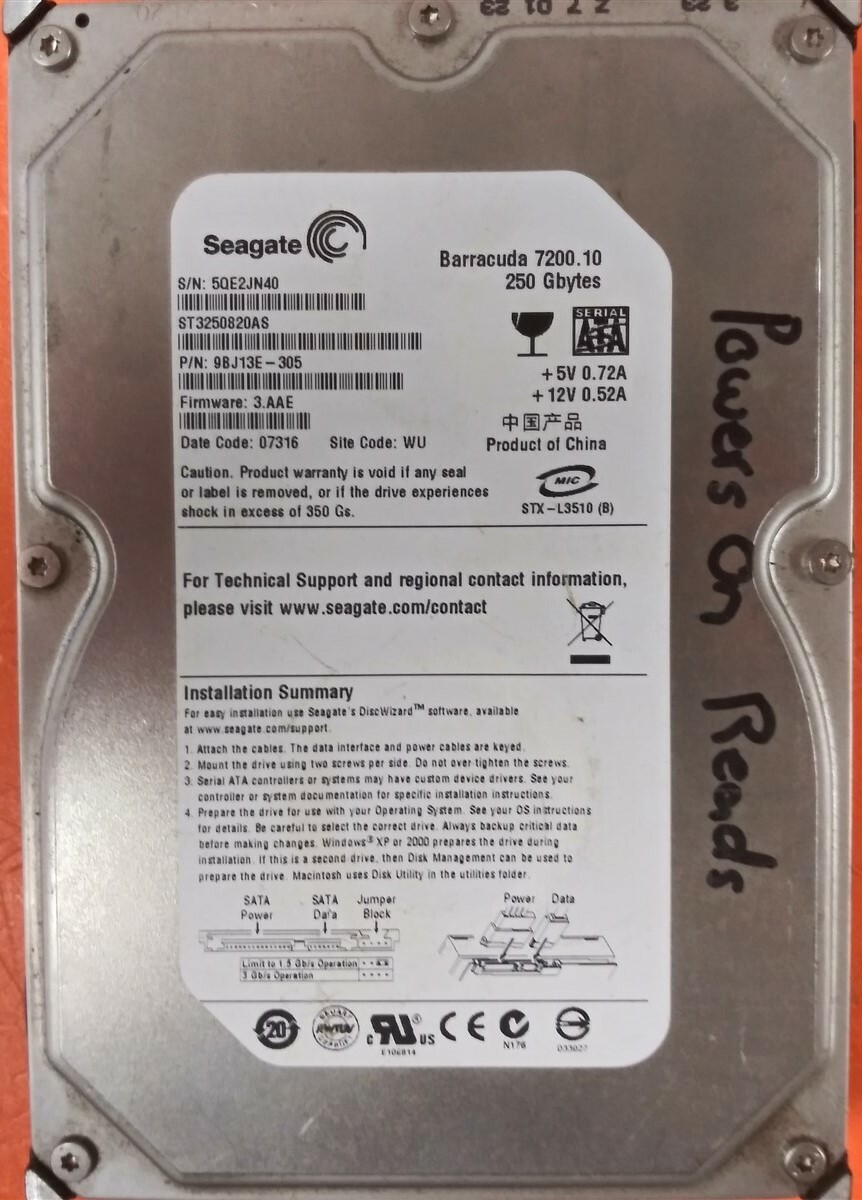 Seagate
Barracuda 7200.10
250 Gbytes
S/N: 5QE2JN40
ST3250820AS
SERIAL
ATA
P/N: 9BJ13E-305
+5V 0.72A
+12V 0.52A
Firmware: 3.AAE
中国产品
Date Code: 07316 Site Code: WU
Product of China
Caution. Product warranty is void if any seal
or label is removed, or if the drive experiences
shock in excess of 350 Gs.
MIC
STX-L3510 (B)
For Technical Support and regional contact information,
please visit www.seagate.com/contact
Installation Summary
For easy installation use Seagate's DiscWizard™ software, available
at www.seagate.com/support.
1. Attach the cables. The data interface and power cables are keyed.
2. Mount the drive using two screws per side. Do not over-tighten the screws.
3. Serial ATA controllers or systems may have custom device drivers. See your
controller or system documentation for specific installation instructions.
4. Prepare the drive for use with your Operating System. See your OS instructions
for details. Be careful to select the correct drive. Always backup critical data
before making changes. Windows® XP or 2000 prepares the drive during
installation. If this is a second drive, then Disk Management can be used to
prepare the drive. Macintosh uses Disk Utility in the utilities folder.
SATA Power
SATA Data
Jumper Block
Power Data
Limit to 1.5 Gb/s Operation
3 Gb/s Operation
20
RWTUV
c RU US
E106814
CE
N176
Powers On Reads